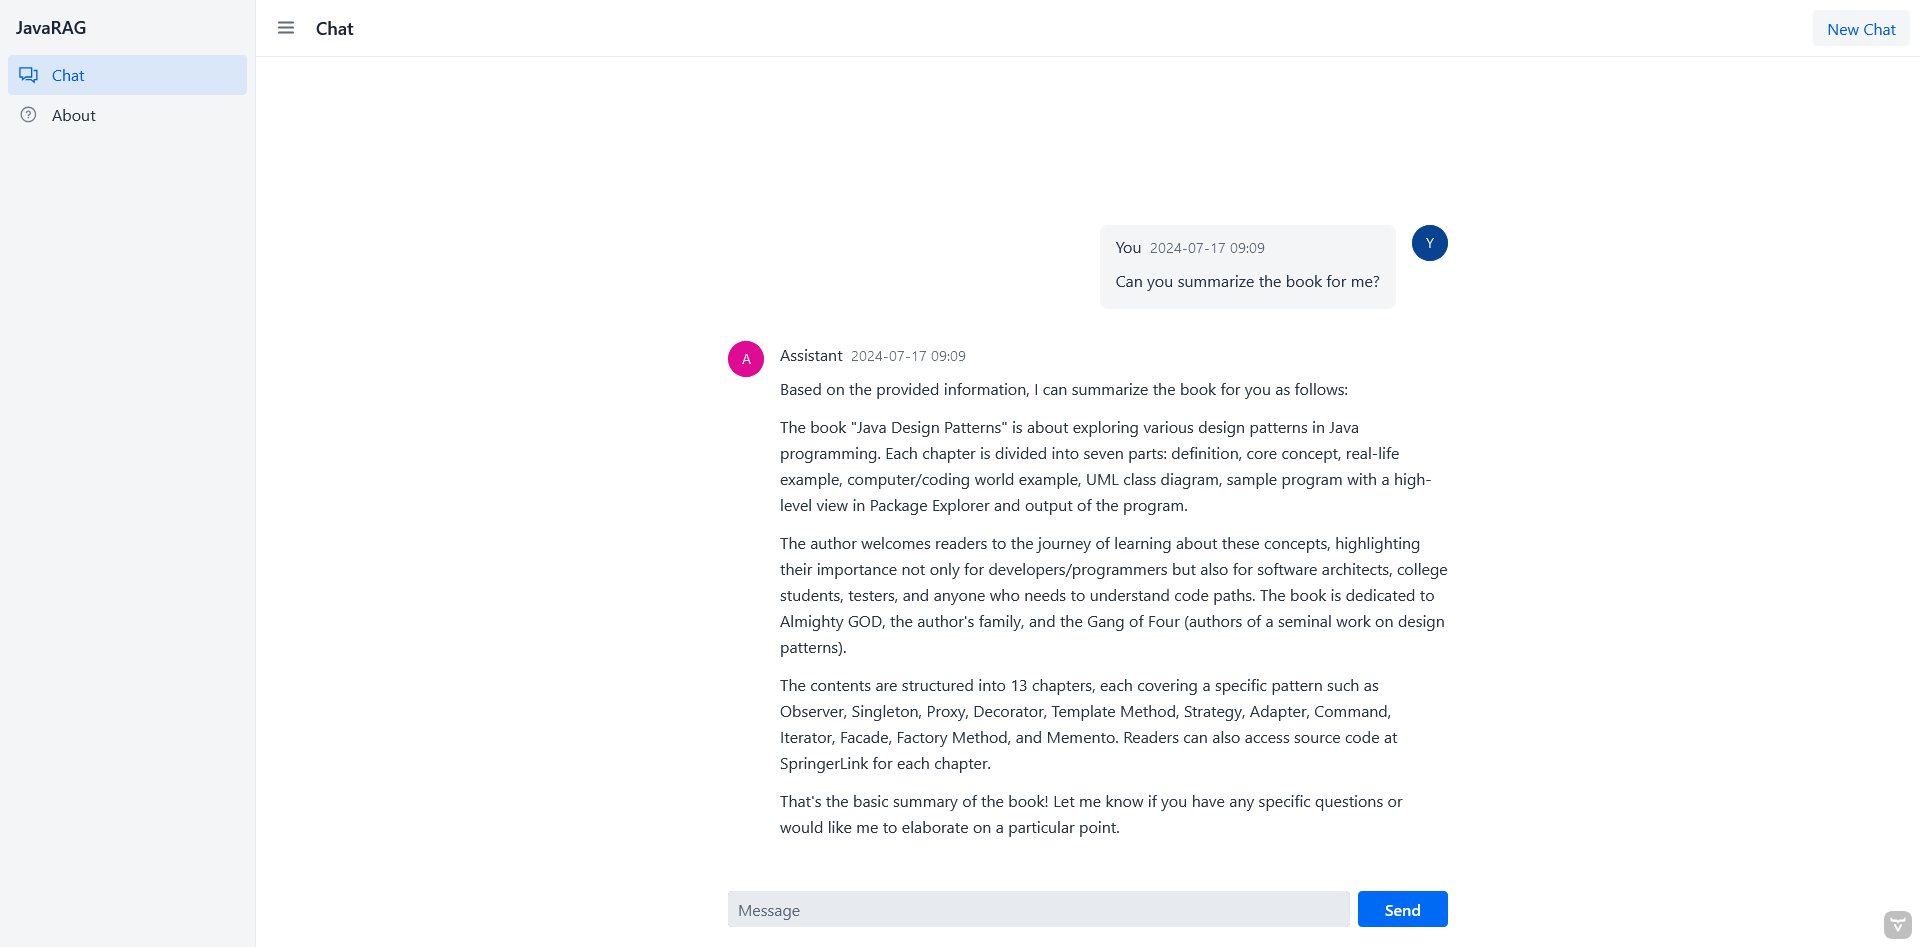 JavaRAG
Chat
About
Chat
New Chat
You 2024-07-17 09:09
Y
Can you summarize the book for me?
A
Assistant 2024-07-17 09:09
Based on the provided information, I can summarize the book for you as follows:
The book "Java Design Patterns" is about exploring various design patterns in Java
programming. Each chapter is divided into seven parts: definition, core concept, real-life
example, computer/coding world example, UML class diagram, sample program with a high-
level view in Package Explorer and output of the program.
The author welcomes readers to the journey of learning about these concepts, highlighting
their importance not only for developers/programmers but also for software architects, college
students, testers, and anyone who needs to understand code paths. The book is dedicated to
Almighty GOD, the author's family, and the Gang of Four (authors of a seminal work on design
patterns).
The contents are structured into 13 chapters, each covering a specific pattern such as
Observer, Singleton, Proxy, Decorator, Template Method, Strategy, Adapter, Command,
Iterator, Facade, Factory Method, and Memento. Readers can also access source code at
SpringerLink for each chapter.
That's the basic summary of the book! Let me know if you have any specific questions or
would like me to elaborate on a particular point.
Message
Send